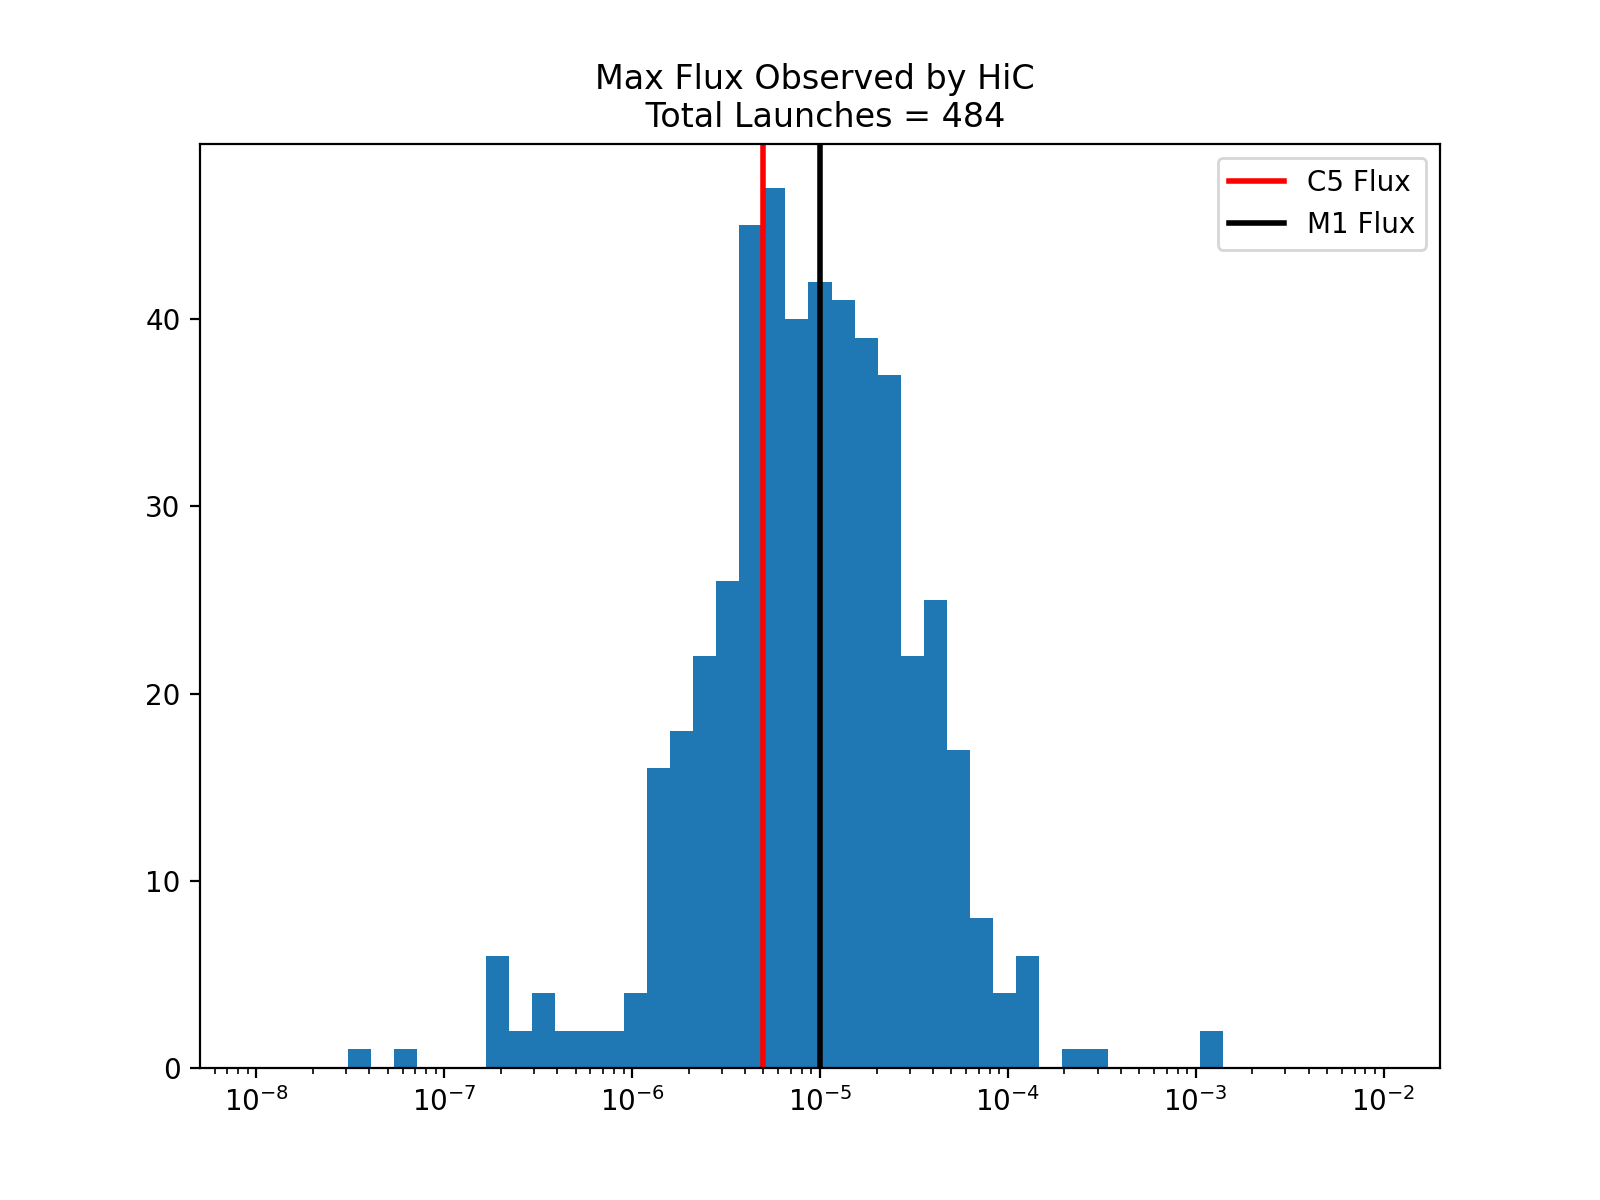 Max Flux Observed by HiC
Total Launches = 484
C5 Flux
M1 Flux
40
30
20
10
0
10⁻⁸ 10⁻⁷ 10⁻⁶ 10⁻⁵ 10⁻⁴ 10⁻³ 10⁻²